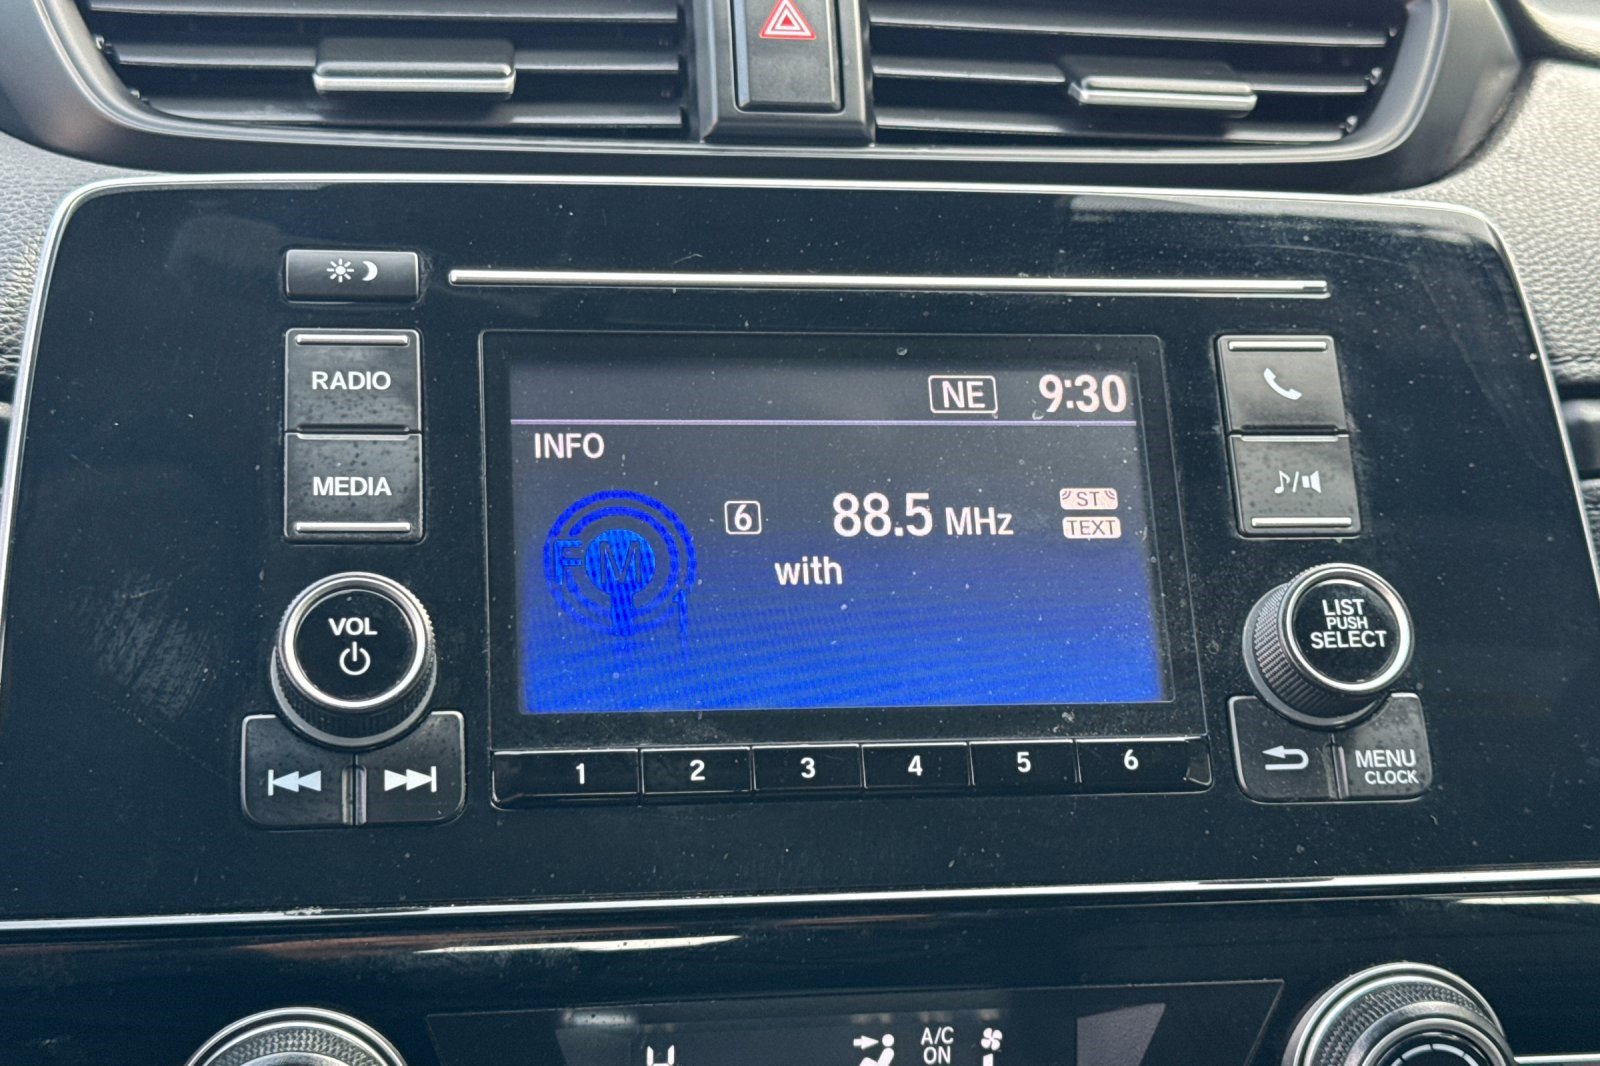 RADIO
MEDIA
VOL
NE 9:30
INFO
6 88.5 MHz ST
TEXT
with
FM1
1 2 3 4 5 6
LIST
PUSH
SELECT
MENU
CLOCK
A/C
ON